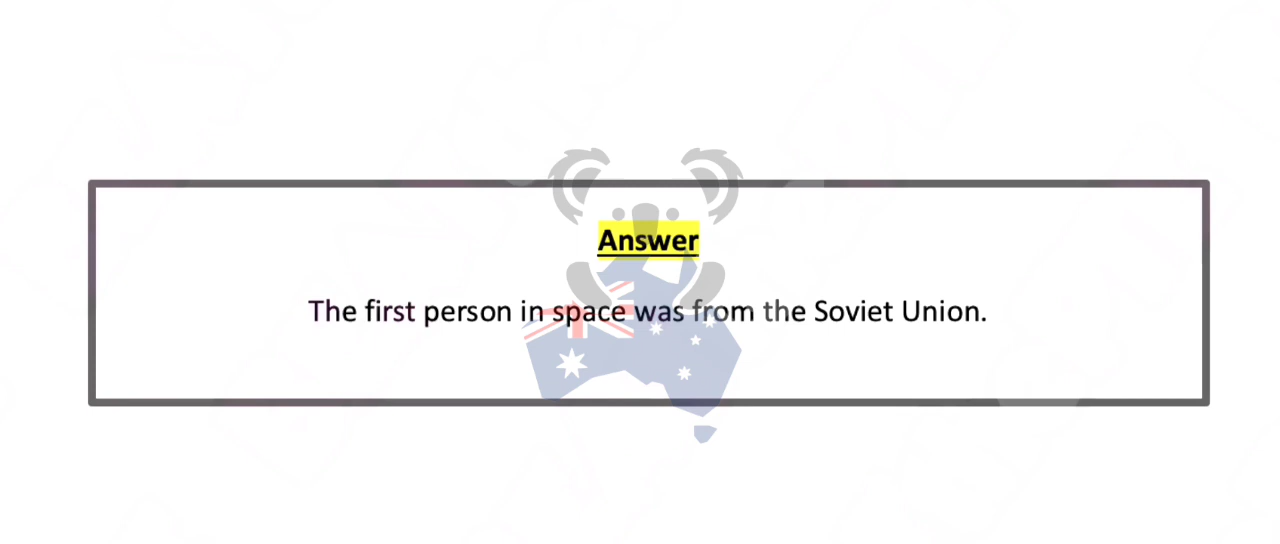 Answer
The first person in space was from the Soviet Union.